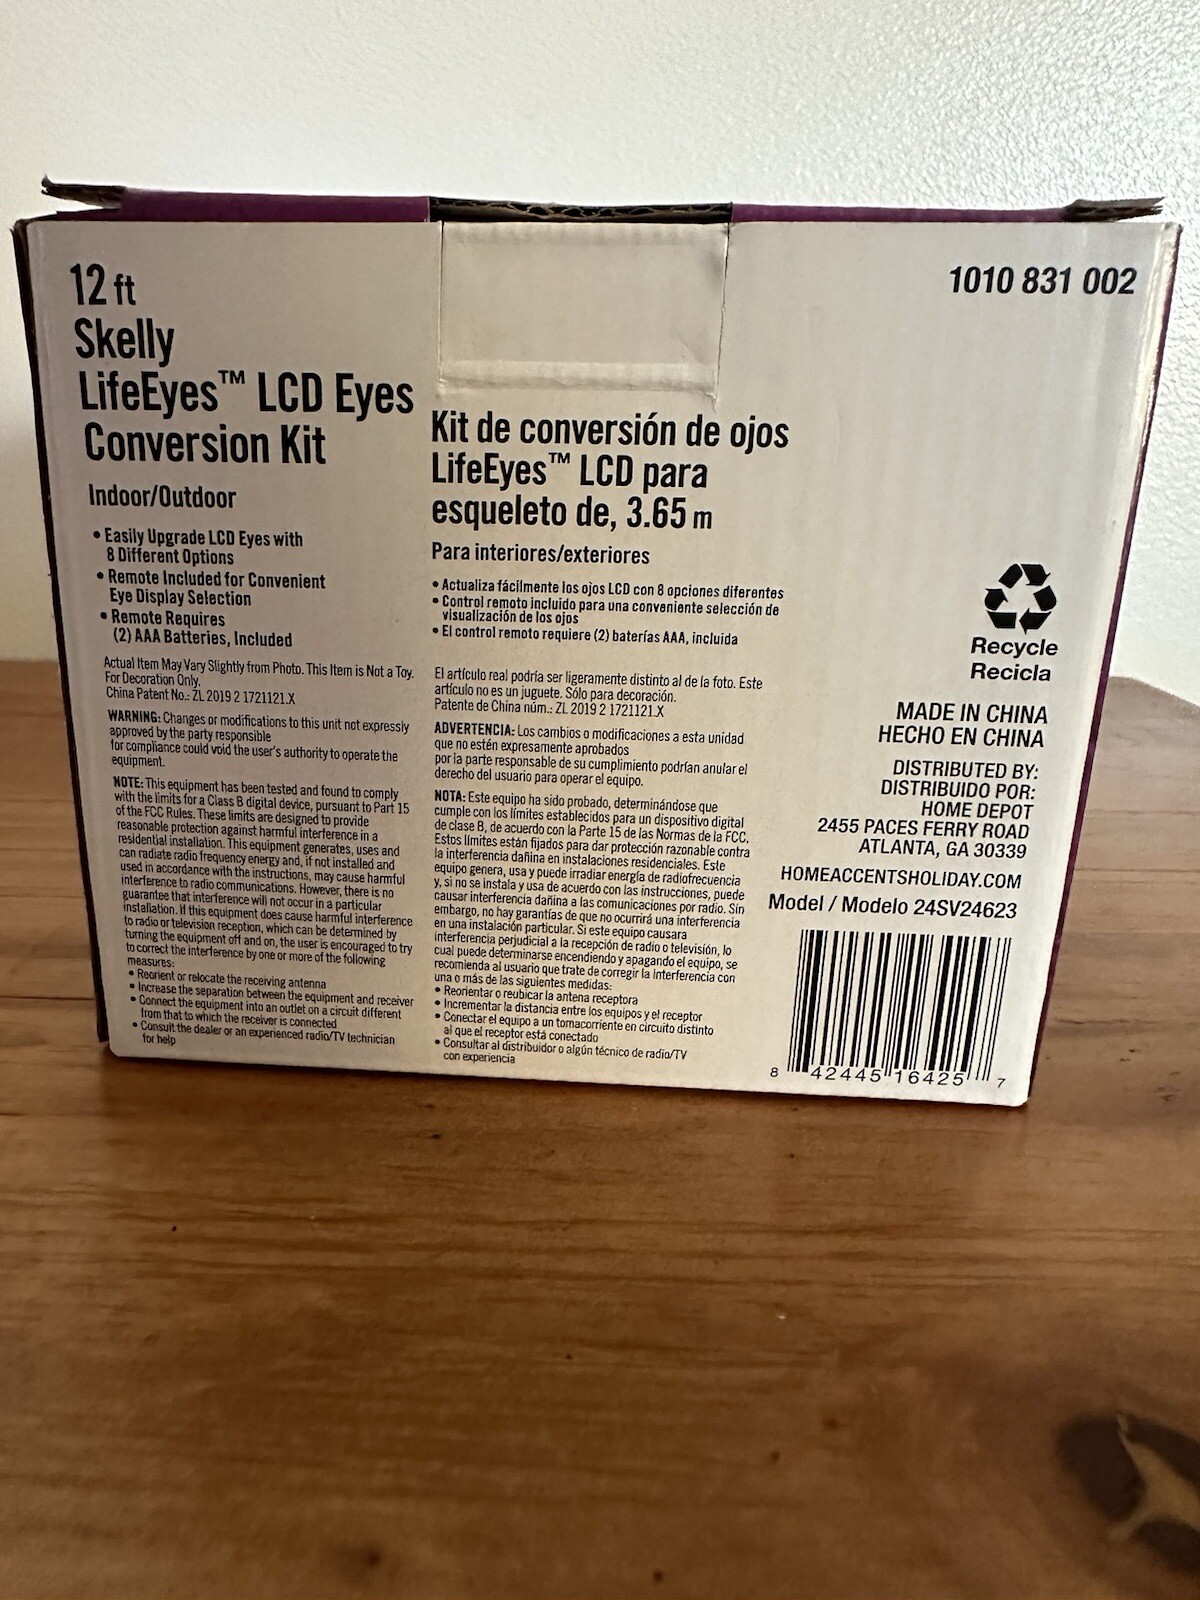 12 ft
Skelly
LifeEyes™ LCD Eyes
Conversion Kit
Indoor/Outdoor
• Easily Upgrade LCD Eyes with
8 Different Options
• Remote Included for Convenient
Eye Display Selection
• Remote Requires
(2) AAA Batteries, Included
Actual Item May Vary Slightly from Photo. This Item is Not a Toy.
For Decoration Only.
China Patent No.: ZL 2019 2 1721121.X
WARNING: Changes or modifications to this unit not expressly
approved by the party responsible
for compliance could void the user's authority to operate the
equipment.
NOTE: This equipment has been tested and found to comply
with the limits for a Class B digital device, pursuant to Part 15
of the FCC Rules. These limits are designed to provide
reasonable protection against harmful interference in a
residential installation. This equipment generates, uses and
can radiate radio frequency energy and, if not installed and
used in accordance with the instructions, may cause harmful
interference to radio communications. However, there is no
guarantee that interference will not occur in a particular
installation. If this equipment does cause harmful interference
to radio or television reception, which can be determined by
turning the equipment off and on, the user is encouraged to try
to correct the interference by one or more of the following
measures:
• Reorient or relocate the receiving antenna
• Increase the separation between the equipment and receiver
• Connect the equipment into an outlet on a circuit different
from that to which the receiver is connected
• Consult the dealer or an experienced radio/TV technician
for help
Kit de conversión de ojos
LifeEyes™ LCD para
esqueleto de, 3.65 m
Para interiores/exteriores
• Actualiza fácilmente los ojos LCD con 8 opciones diferentes
• Control remoto incluido para una conveniente selección de
visualización de los ojos
• El control remoto requiere (2) baterías AAA, incluida
El artículo real podría ser ligeramente distinto al de la foto. Este
artículo no es un juguete. Sólo para decoración.
Patente de China núm.: ZL 2019 2 1721121.X
ADVERTENCIA: Los cambios o modificaciones a esta unidad
que no estén expresamente aprobados
por la parte responsable de su cumplimiento podrían anular el
derecho del usuario para operar el equipo.
NOTA: Este equipo ha sido probado, determinándose que
cumple con los límites establecidos para un dispositivo digital
de clase B, de acuerdo con la Parte 15 de las Normas de la FCC.
Estos límites están fijados para dar protección razonable contra
la interferencia dañina en instalaciones residenciales. Este
equipo genera, usa y puede irradiar energía de radiofrecuencia
y, si no se instala y usa de acuerdo con las instrucciones, puede
causar interferencia dañina a las comunicaciones por radio. Sin
embargo, no hay garantías de que no ocurrirá una interferencia
en una instalación particular. Si este equipo causara
interferencia perjudicial a la recepción de radio o televisión, lo
cual puede determinarse encendiendo y apagando el equipo, se
recomienda al usuario que trate de corregir la interferencia con
una o más de las siguientes medidas:
• Reorientar o reubicar la antena receptora
• Incrementar la distancia entre los equipos y el receptor
• Conectar el equipo a un tomacorriente en circuito distinto
al que el receptor está conectado
• Consultar al distribuidor o algún técnico de radio/TV
con experiencia
1010 831 002
Recycle
Recicla
MADE IN CHINA
HECHO EN CHINA
DISTRIBUTED BY:
DISTRIBUIDO POR:
HOME DEPOT
2455 PACES FERRY ROAD
ATLANTA, GA 30339
HOMEACCENTSHOLIDAY.COM
Model / Modelo 24SV24623
8 42445 16425 7